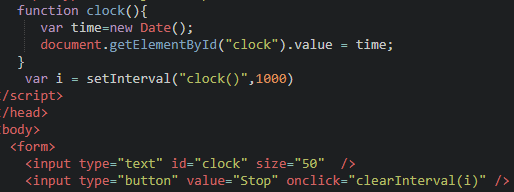 function clock(){
var time=new Date();
document.getElementById("clock").value = time;
}
var i = setInterval("clock()",1000)
</script>
</head>
<body>
<form>
<input type="text" id="clock" size="50"  />
<input type="button" value="Stop" onclick="clearInterval(i)" />